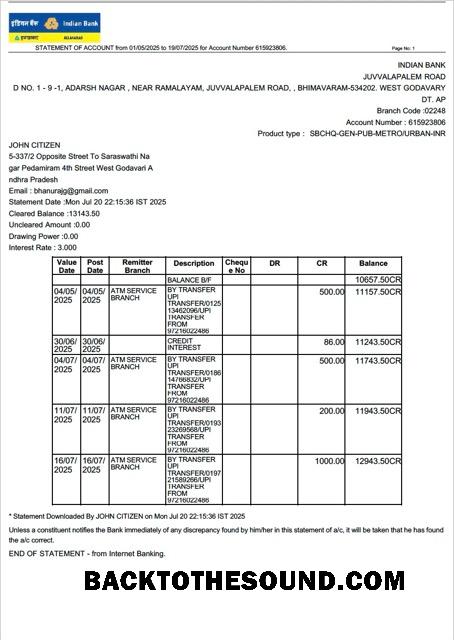 इंडियन बैंक Indian Bank
इलाहाबाद ALLAHABAD
STATEMENT OF ACCOUNT from 01/05/2025 to 19/07/2025 for Account Number 615923806.
Page No: 1
INDIAN BANK
JUVVALAPALEM ROAD
D NO. 1 - 9 -1, ADARSH NAGAR , NEAR RAMALAYAM, JUVVALAPALEM ROAD, , BHIMAVARAM-534202. WEST GODAVARY
DT. AP
Branch Code :02248
Account Number : 615923806
Product type : SBCHQ-GEN-PUB-METRO/URBAN-INR
JOHN CITIZEN
5-337/2 Opposite Street To Saraswathi Na
gar Pedamiram 4th Street West Godavari A
ndhra Pradesh
Email : bhanurajg@gmail.com
Statement Date :Mon Jul 20 22:15:36 IST 2025
Cleared Balance :13143.50
Uncleared Amount:0.00
Drawing Power :0.00
Interest Rate : 3.000
Value Date Post Date Remitter Branch Description Chequ e No DR CR Balance
BALANCE B/F 10657.50CR
04/05/ 04/05/ ATM SERVICE BY TRANSFER 500.00 11157.50CR
2025 2025 BRANCH UPI
TRANSFER/0125
13462096/UPI
TRANSFER
FROM
97216022486
30/06/ 30/06/ CREDIT 86.00 11243.50CR
2025 2025 INTEREST
04/07/ 04/07/ ATM SERVICE BY TRANSFER 500.00 11743.50CR
2025 2025 BRANCH UPI
TRANSFER/0186
14766832/UPI
TRANSFER
FROM
97216022486
11/07/ 11/07/ ATM SERVICE BY TRANSFER 200.00 11943.50CR
2025 2025 BRANCH UPI
TRANSFER/0193
23269568/UPI
TRANSFER
FROM
97216022486
16/07/ 16/07/ ATM SERVICE BY TRANSFER 1000.00 12943.50CR
2025 2025 BRANCH UPI
TRANSFER/0197
21589266/UPI
TRANSFER
FROM
97216022486
* Statement Downloaded By JOHN CITIZEN on Mon Jul 20 22:15:36 IST 2025
Unless a constituent notifies the Bank immediately of any discrepancy found by him/her in this statement of a/c, it will be taken that he has found
the a/c correct.
END OF STATEMENT - from Internet Banking.
BACKTOTHESOUND.COM